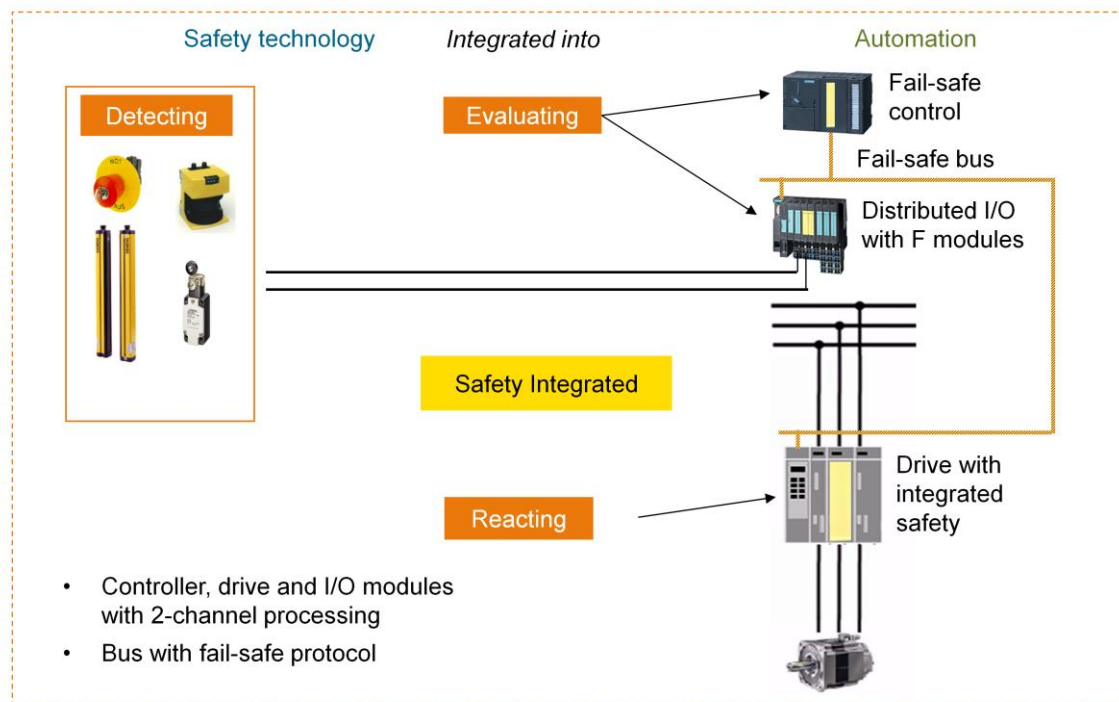 Safety technology
Integrated into
Automation
Detecting
Evaluating
Fail-safe
control
Fail-safe bus
Distributed I/O
with F modules
Safety Integrated
Reacting
Drive with
integrated
safety
• Controller, drive and I/O modules
with 2-channel processing
• Bus with fail-safe protocol